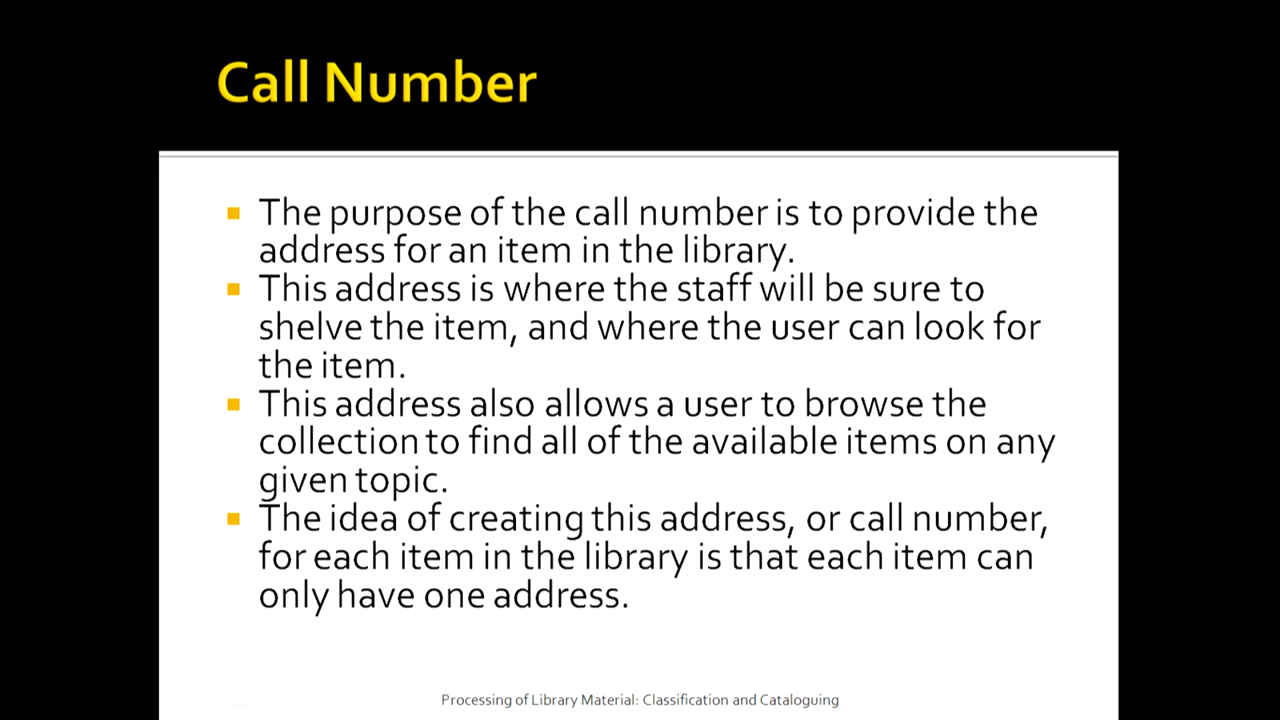 Call Number
The purpose of the call number is to provide the
address for an item in the library.
This address is where the staff will be sure to
shelve the item, and where the user can look for
the item.
This address also allows a user to browse the
collection to find all of the available items on any
given topic.
The idea of creating this address, or call number,
for each item in the library is that each item can
only have one address.
Processing of Library Material: Classification and Cataloguing